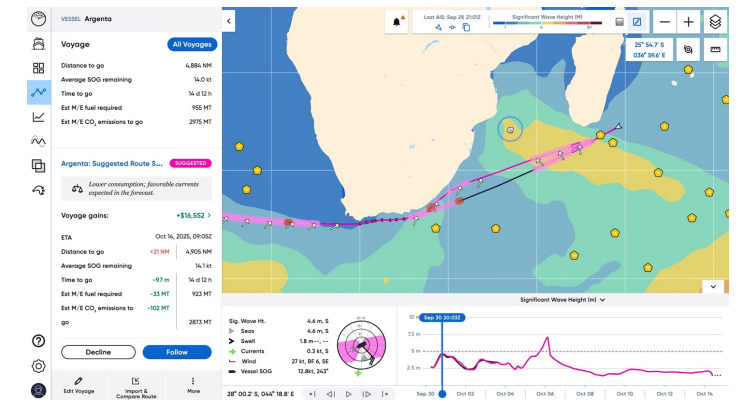 VESSEL Argenta
Voyage
All Voyages
Distance to go 4,884 NM
Average SOG remaining 14.0 kt
Time to go 14 d 12 h
Est M/E fuel required 955 MT
Est M/E CO₂ emissions to go 2975 MT
Argenta: Suggested Route S... SUGGESTED
Lower consumption; favorable currents
expected in the forecast.
Voyage gains: +$16,552 >
ETA Oct 14, 2025, 09:05Z
Distance to go +21 NM 4,905 NM
Average SOG remaining 14.1 kt
Time to go -9.7 m 14 d 12 h
Est M/E fuel required -33 MT 923 MT
Est M/E CO₂ emissions to -102 MT
go 2873 MT
Decline
Follow
Edit Voyage
Import &
Compare Route
More
Last AIS: Sep 29, 21:01Z
Significant Wave Height (M)
25° 54.7' S
036° 59.6' E
Significant Wave Height (m)
Sig. Wave Ht. 4.6 m, S
Seas 4.6 m, S
Swell 1.8 m--, --
Currents 0.3 kt, S
Wind 27 kt, BF 6, SE
Vessel SOG 12.8kt, 243°
28° 00.2' S, 044° 18.8' E
Sep 30 20:03Z
10 m
7.5 m
5 m
2.5 m
Sep 30
Oct 02
Oct 04
Oct 06
Oct 08
Oct 10
Oct 12
Oct 14